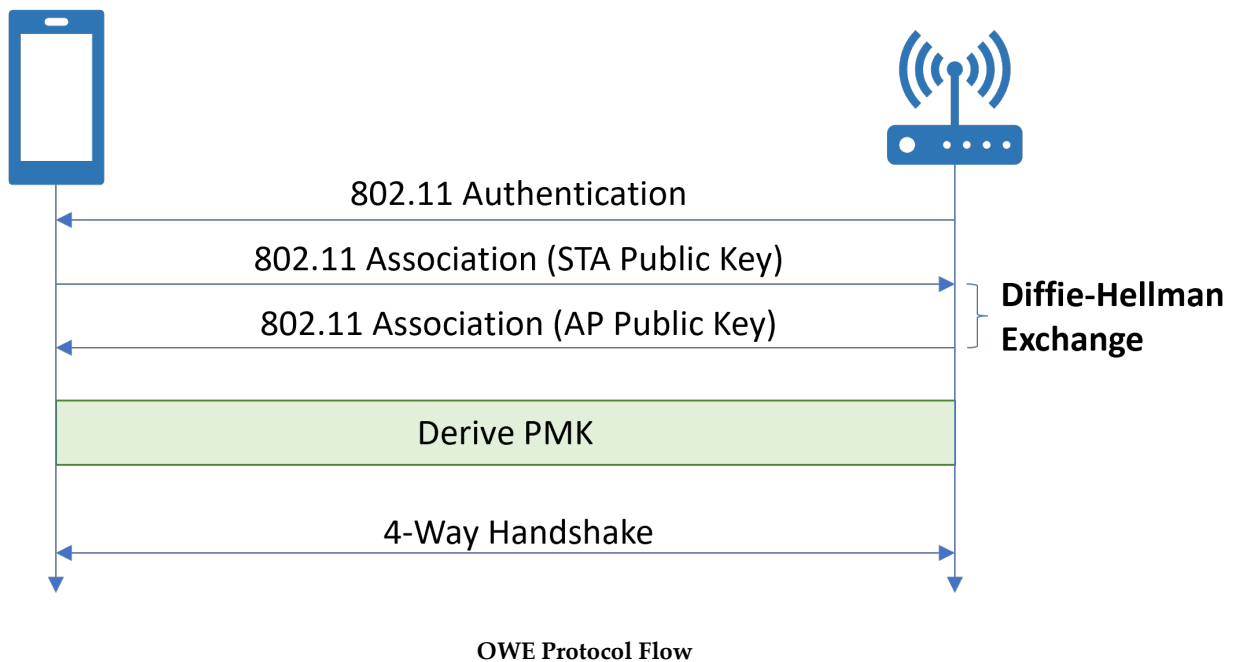 802.11 Authentication
802.11 Association (STA Public Key)
802.11 Association (AP Public Key)
Diffie-Hellman
Exchange
Derive PMK
4-Way Handshake
OWE Protocol Flow